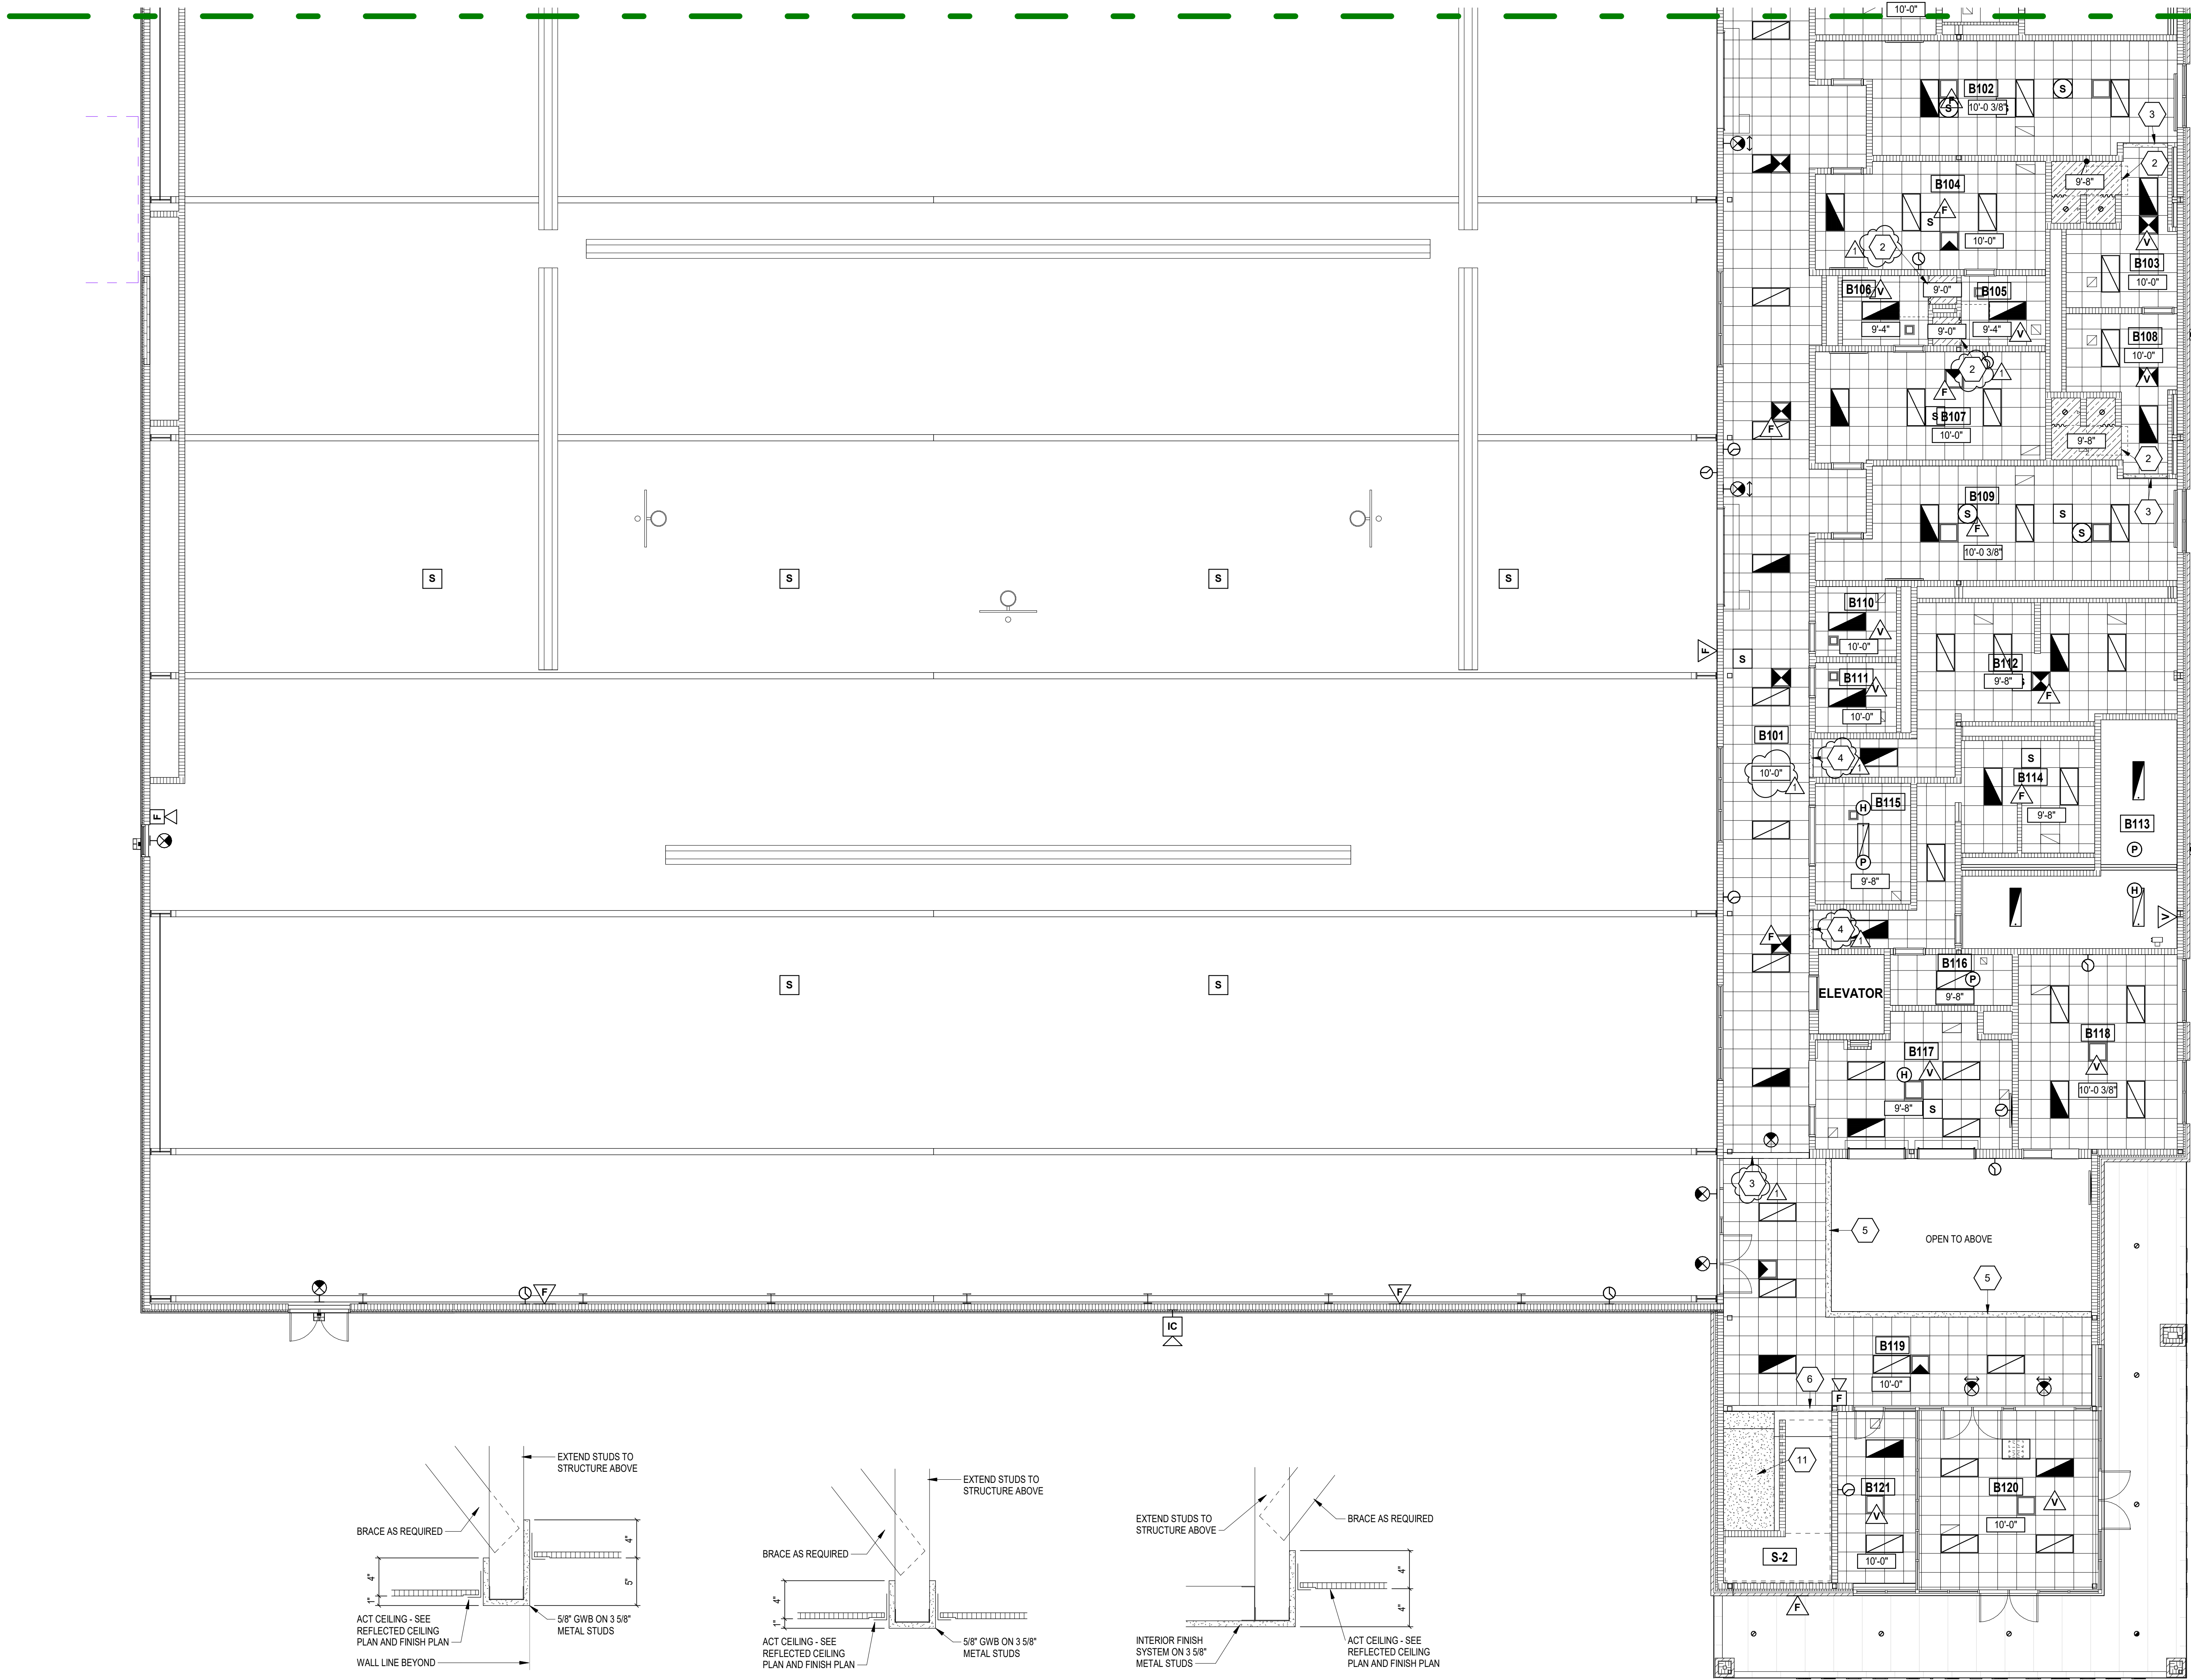 10'-0"
B102
S
F
S
10'-0 3/8"
3
2
9'-8"
B104
F
S
2
1
10'-0"
V
B103
10'-0"
B106
V
9'-0"
B105
9'-4"
9'-0"
9'-4"
V
B108
10'-0"
2
1
V
F
S
B107
10'-0"
F
9'-8"
2
B109
S
F
S
S
3
10'-0 3/8"
S
S
S
S
B110
V
10'-0"
F
S
B112
9'-8"
S
F
B111
V
10'-0"
B101
10'-0"
1
4
1
S
B114
F
9'-8"
B113
P
F
H
B115
P
9'-8"
H
V
4
1
F
B116
P
9'-8"
ELEVATOR
S
S
B118
V
10'-0 3/8"
B117
H
V
9'-8"
S
3
1
5
OPEN TO ABOVE
5
F
F
IC
B119
10'-0"
6
F
11
B121
V
10'-0"
B120
V
10'-0"
S-2
F
EXTEND STUDS TO
STRUCTURE ABOVE
BRACE AS REQUIRED
4"
5"
4"
1"
ACT CEILING - SEE
REFLECTED CEILING
PLAN AND FINISH PLAN
WALL LINE BEYOND
5/8" GWB ON 3 5/8"
METAL STUDS
EXTEND STUDS TO
STRUCTURE ABOVE
BRACE AS REQUIRED
4"
1"
ACT CEILING - SEE
REFLECTED CEILING
PLAN AND FINISH PLAN
5/8" GWB ON 3 5/8"
METAL STUDS
EXTEND STUDS TO
STRUCTURE ABOVE
BRACE AS REQUIRED
4"
4"
INTERIOR FINISH
SYSTEM ON 3 5/8"
METAL STUDS
ACT CEILING - SEE
REFLECTED CEILING
PLAN AND FINISH PLAN